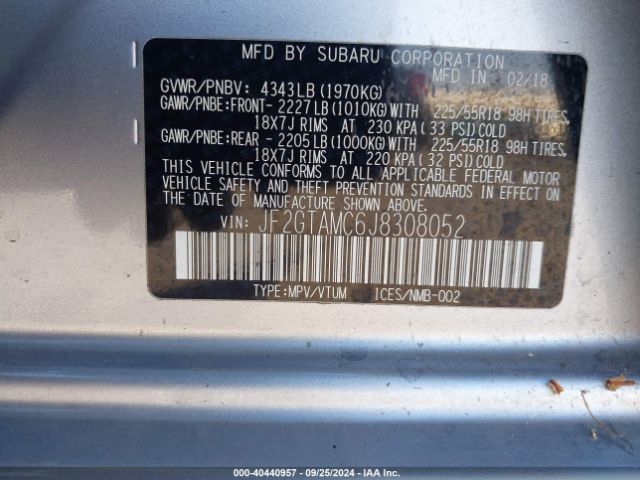 MFD BY SUBARU CORPORATION
MFD IN 02/18
GVWR/PNBV: 4343LB(1970KG)
GAWR/PNBE:FRONT- 2227LB(1010KG)WITH 225/55R18 98H TIRES,
18X7J RIMS AT 230 KPA(33 PSI)COLD
GAWR/PNBE:REAR - 2205LB(1000KG)WITH 225/55R18 98H TIRES,
18X7J RIMS AT 220 KPA(32 PSI)COLD
THIS VEHICLE CONFORMS TO ALL APPLICABLE FEDERAL MOTOR
VEHICLE SAFETY AND THEFT PREVENTION STANDARDS IN EFFECT
ON THE DATE OF MANUFACTURE SHOWN ABOVE.
VIN: JF2GTAMC6J8308052
TYPE:MPV/VTUM ICES/NMB-002
000-40440957 - 09/25/2024 - IAA Inc.